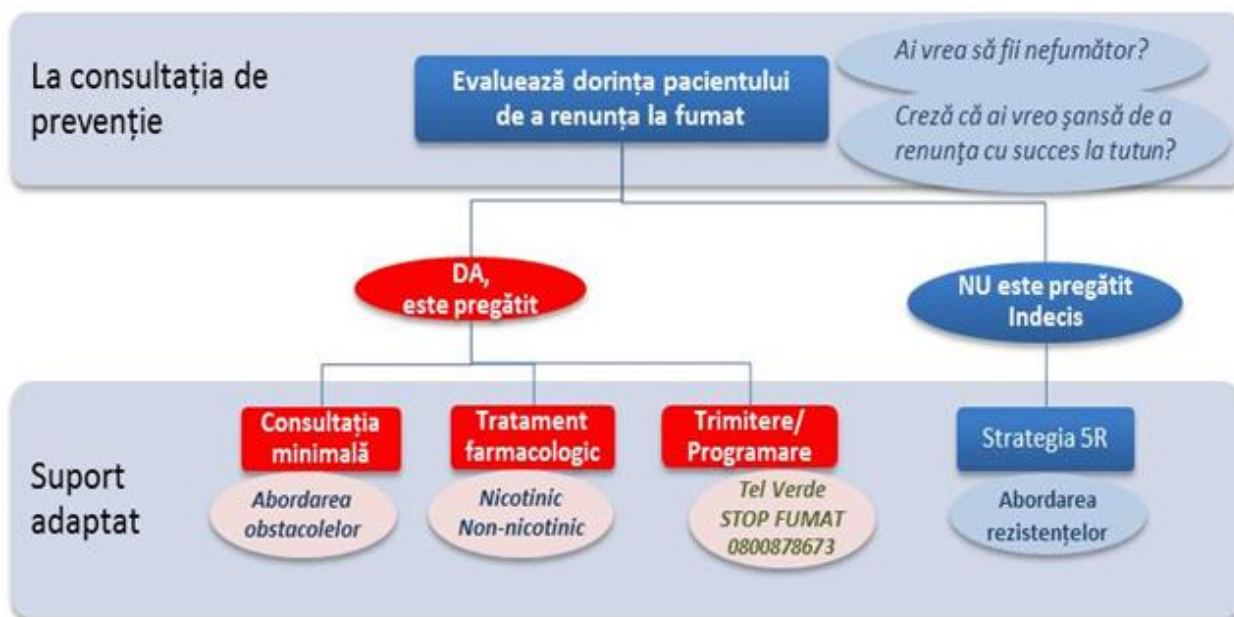 La consultația de
prevenție
Evaluează dorința pacientului
de a renunța la fumat
Ai vrea să fii nefumător?
Creză că ai vreo şansă de a
renunţa cu succes la tutun?
DA,
este pregătit
NU este pregătit
Indecis
Suport
adaptat
Consultația
minimală
Abordarea
obstacolelor
Tratament
farmacologic
Nicotinic
Non-nicotinic
Trimitere/
Programare
Tel Verde
STOP FUMAT
0800878673
Strategia 5R
Abordarea
rezistențelor